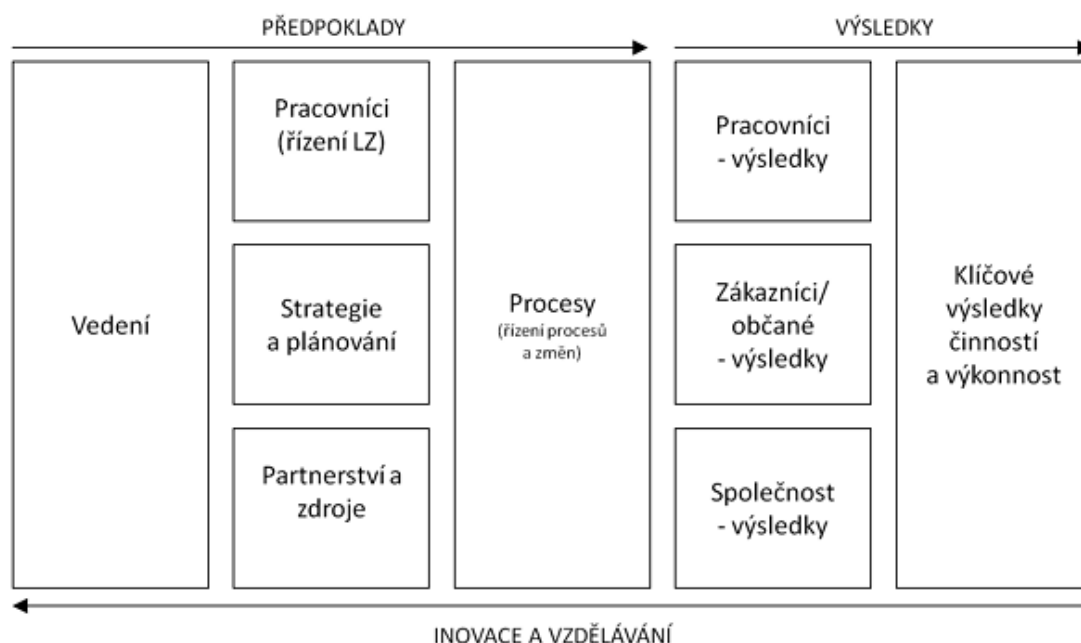 PŘEDPOKLADY
VÝSLEDKY
Vedení
Pracovníci
(řízení LZ)
Strategie
a plánování
Partnerství a
zdroje
Procesy
(řízení procesů
a změn)
Pracovníci
- výsledky
Zákazníci/
občané
- výsledky
Společnost
- výsledky
Klíčové
výsledky
činností
a výkonnost
INOVACE A VZDĚLÁVÁNÍ